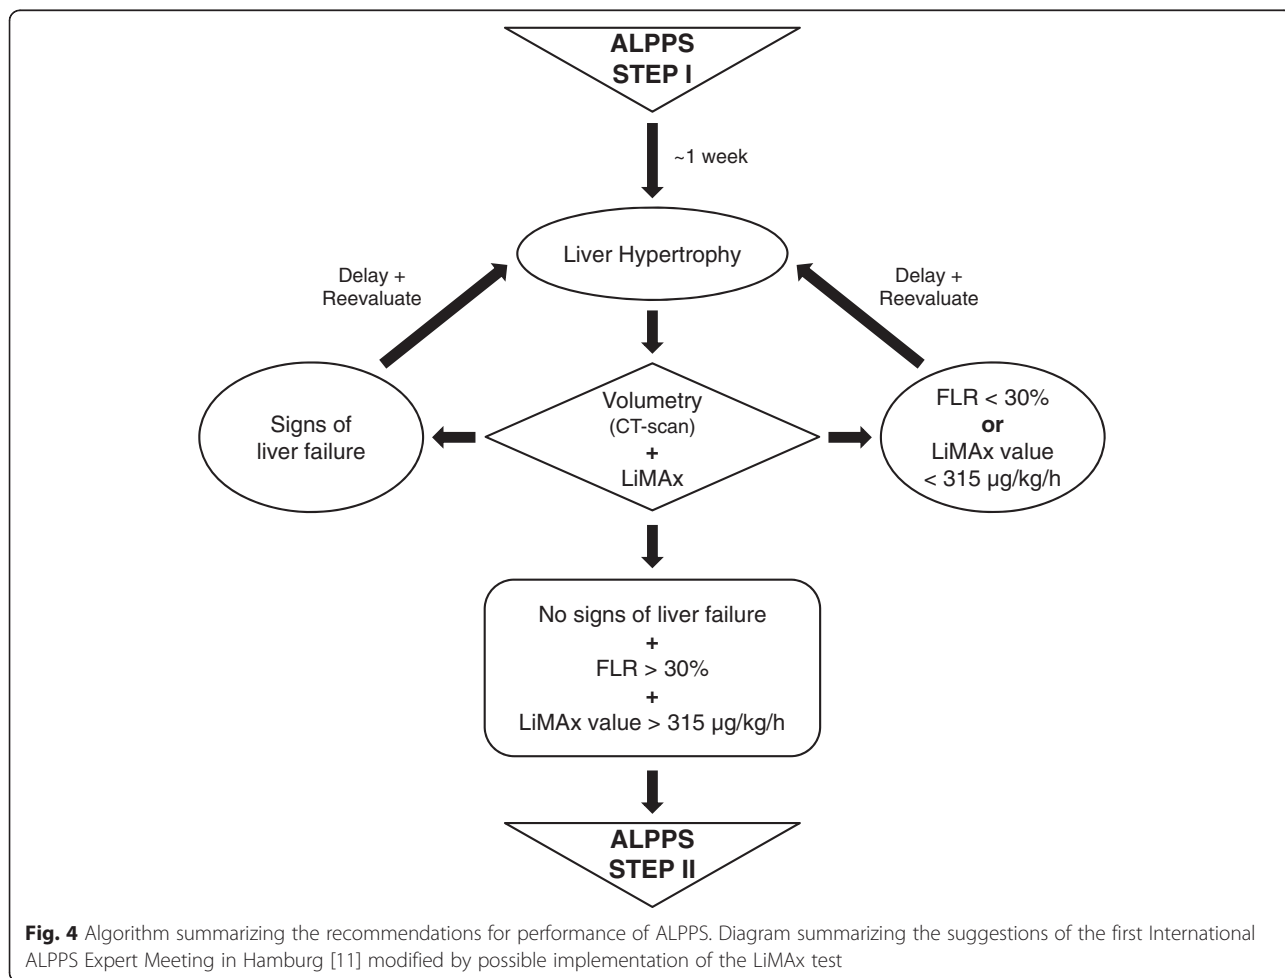 ALPPS
STEP I
~1 week
Liver Hypertrophy
Delay +
Reevaluate
Delay +
Reevaluate
Signs of
liver failure
Volumetry
(CT-scan)
+
LiMAx
FLR < 30%
or
LiMAx value
< 315 µg/kg/h
No signs of liver failure
+
FLR > 30%
+
LiMAx value > 315 µg/kg/h
ALPPS
STEP II
Fig. 4 Algorithm summarizing the recommendations for performance of ALPPS. Diagram summarizing the suggestions of the first International
ALPPS Expert Meeting in Hamburg [11] modified by possible implementation of the LiMAx test